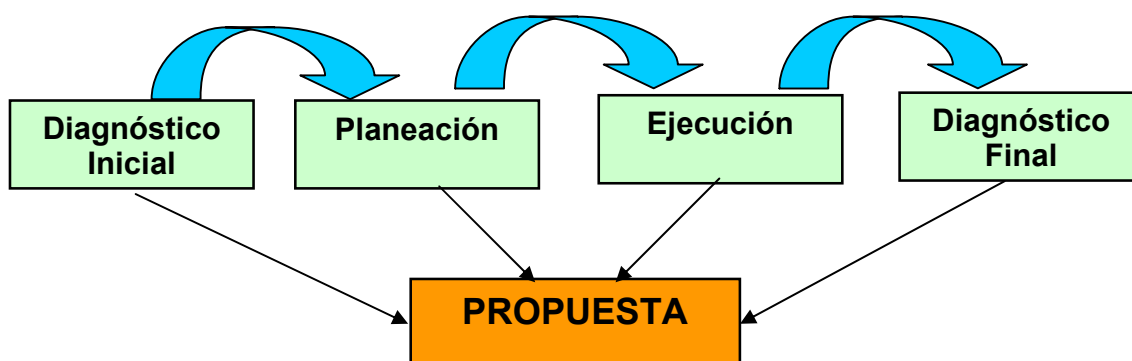 Diagnóstico
Inicial
Planeación
Ejecución
Diagnóstico
Final
PROPUESTA